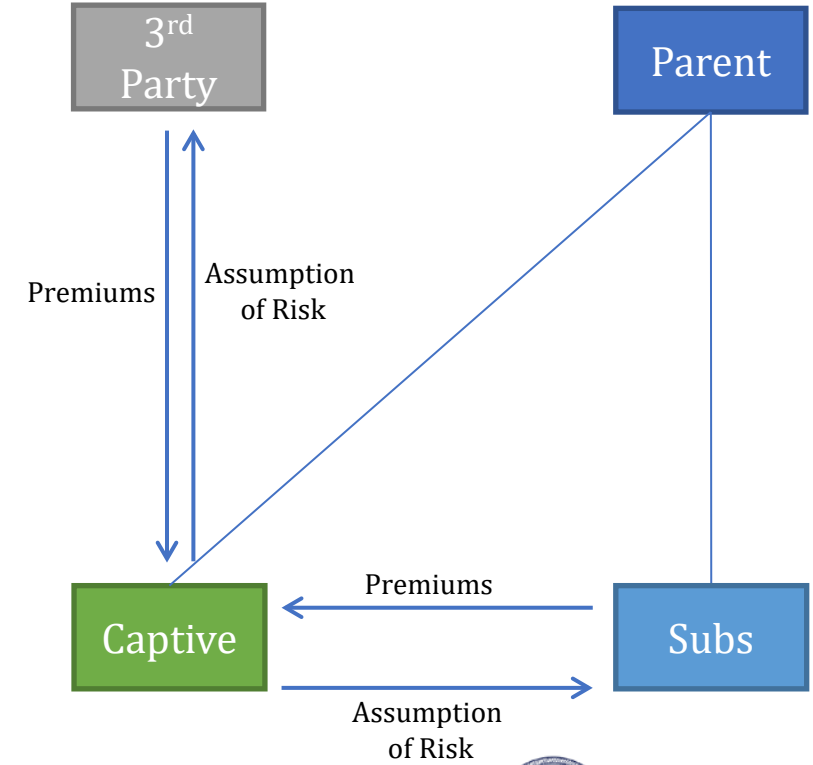 3rd
Party
Parent
Premiums
Assumption
of Risk
Premiums
Captive
Subs
Assumption
of Risk